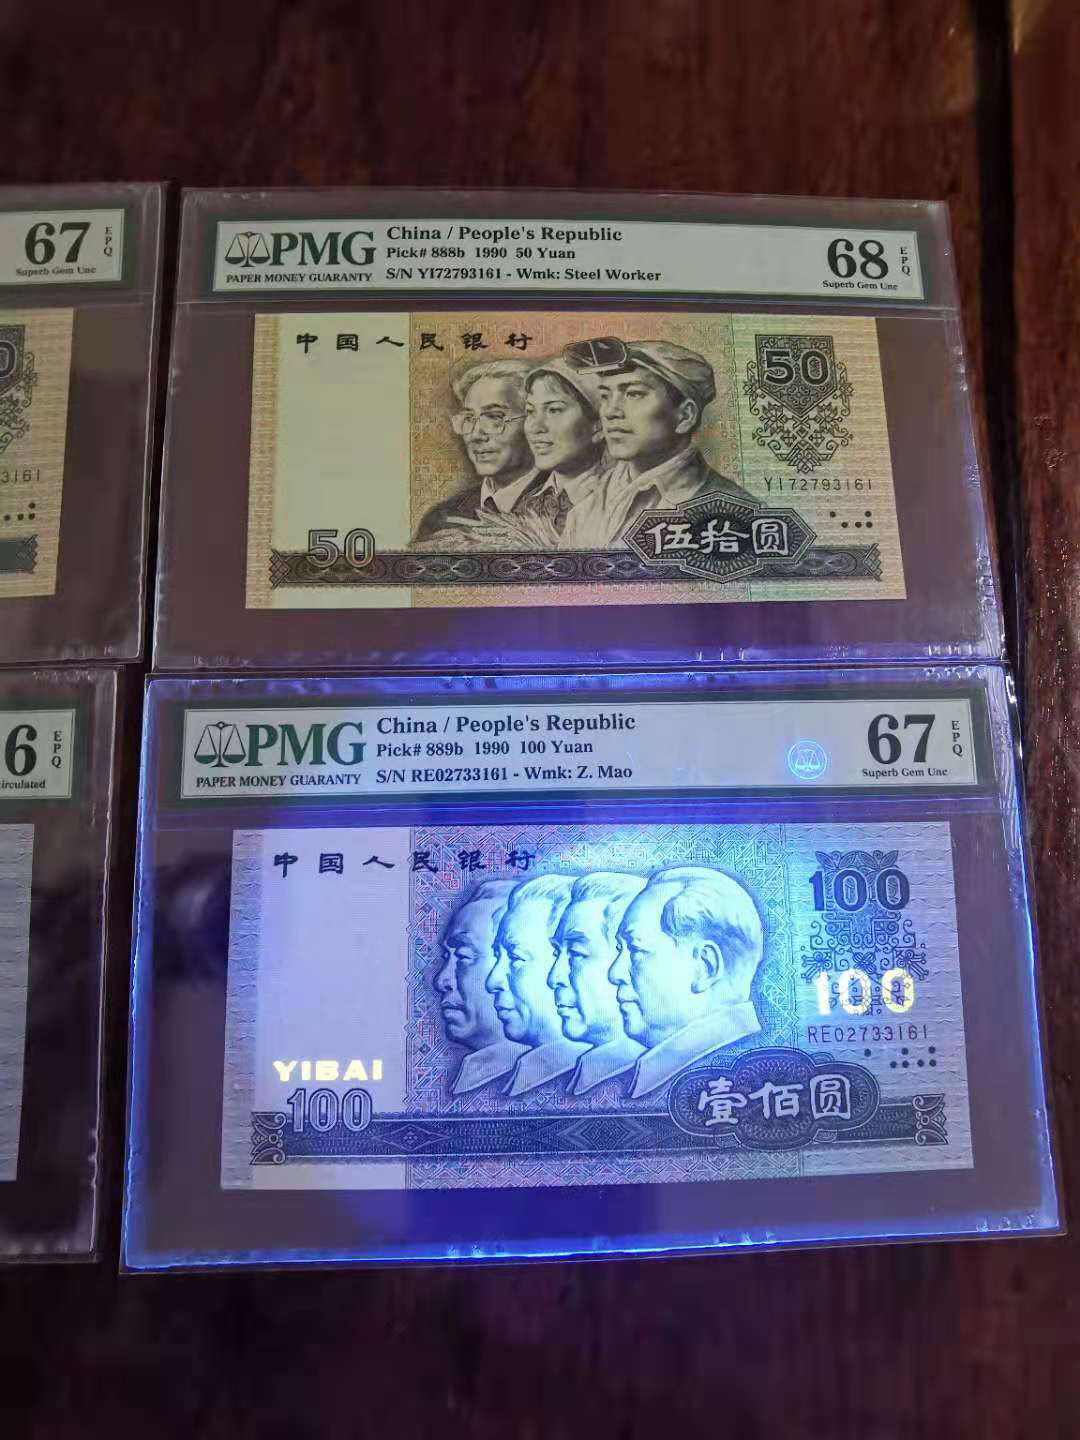 67
EPQ
Superb Gem Unc
3161
PMG
PAPER MONEY GUARANTY
China / People's Republic
Pick# 888b 1990 50 Yuan
S/N YI72793161 - Wmk: Steel Worker
68
EPQ
Superb Gem Unc
中国人民银行
50
YI72793161
50
伍拾圆
6
EPQ
PMG
PAPER MONEY GUARANTY
China / People's Republic
Pick# 889b 1990 100 Yuan
S/N RE02733161 - Wmk: Z. Mao
67
EPQ
Superb Gem Unc
中国人民银行
100
100
RE02733161
YIBAI
100
壹佰圆